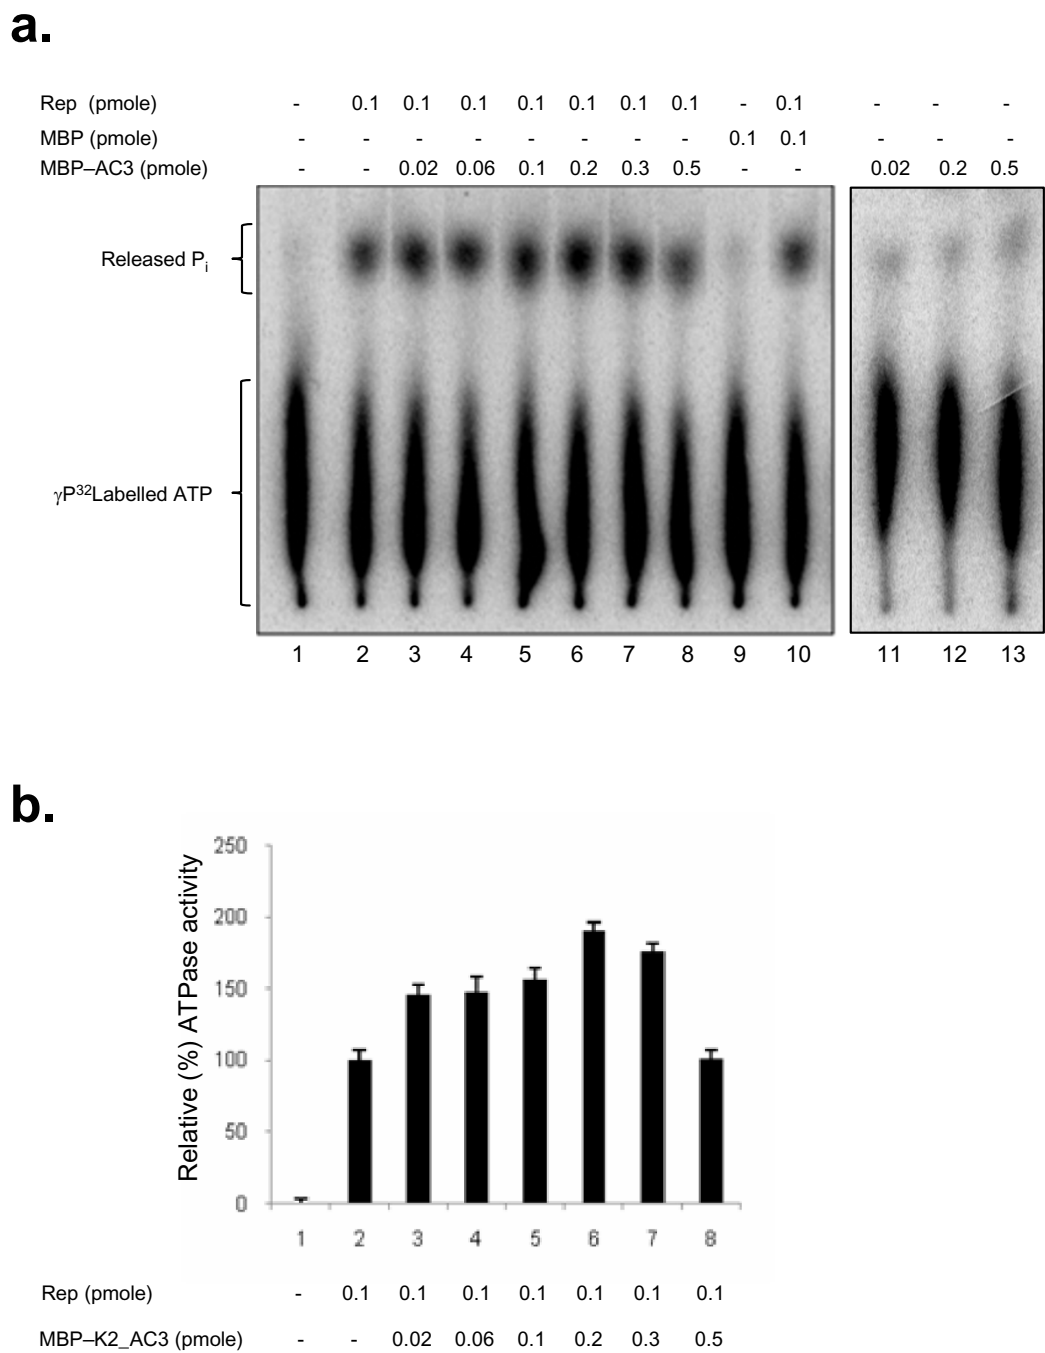 a.
Rep (pmole) - 0.1 0.1 0.1 0.1 0.1 0.1 0.1 - 0.1 - - -
MBP (pmole) - - - - - - - - 0.1 0.1 - - -
MBP–AC3 (pmole) - - 0.02 0.06 0.1 0.2 0.3 0.5 - - 0.02 0.2 0.5
Released Pi
γP³²Labelled ATP
1 2 3 4 5 6 7 8 9 10 11 12 13
b.
Relative (%) ATPase activity
250
200
150
100
50
0
1 2 3 4 5 6 7 8
Rep (pmole) - 0.1 0.1 0.1 0.1 0.1 0.1 0.1
MBP–K2_AC3 (pmole) - - 0.02 0.06 0.1 0.2 0.3 0.5